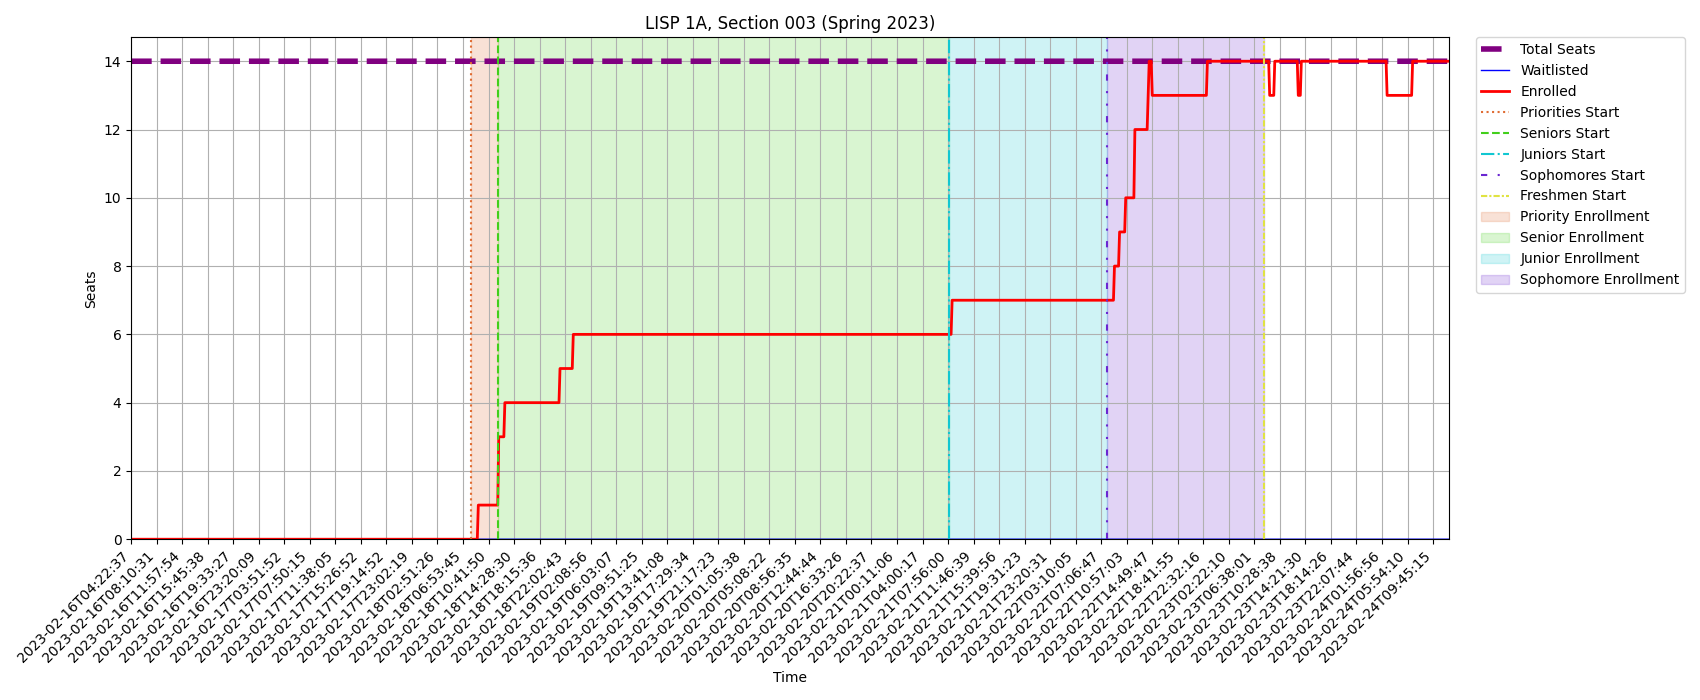 LISP 1A, Section 003 (Spring 2023)
Seats
14
12
10
8
6
4
2
0
2023-02-16T04:22:37
2023-02-16T08:10:31
2023-02-16T11:57:54
2023-02-16T15:45:38
2023-02-16T19:33:27
2023-02-16T23:20:09
2023-02-17T03:51:52
2023-02-17T07:50:15
2023-02-17T11:38:05
2023-02-17T15:26:52
2023-02-17T19:14:52
2023-02-17T23:02:19
2023-02-18T02:51:26
2023-02-18T06:53:45
2023-02-18T10:41:50
2023-02-18T14:28:30
2023-02-18T18:15:36
2023-02-18T22:02:43
2023-02-19T02:08:56
2023-02-19T06:03:07
2023-02-19T09:51:25
2023-02-19T13:41:08
2023-02-19T17:29:34
2023-02-19T21:17:23
2023-02-20T01:05:38
2023-02-20T05:08:22
2023-02-20T08:56:35
2023-02-20T12:44:44
2023-02-20T16:33:26
2023-02-20T20:22:37
2023-02-21T00:11:06
2023-02-21T04:00:17
2023-02-21T07:56:00
2023-02-21T11:46:39
2023-02-21T15:39:56
2023-02-21T19:31:23
2023-02-21T23:20:31
2023-02-22T03:10:05
2023-02-22T07:06:47
2023-02-22T10:57:03
2023-02-22T14:49:47
2023-02-22T18:41:55
2023-02-22T22:32:16
2023-02-23T02:22:10
2023-02-23T06:38:01
2023-02-23T10:28:38
2023-02-23T14:21:30
2023-02-23T18:14:26
2023-02-23T22:07:44
2023-02-24T01:56:56
2023-02-24T05:54:10
2023-02-24T09:45:15
Time
Total Seats
Waitlisted
Enrolled
Priorities Start
Seniors Start
Juniors Start
Sophomores Start
Freshmen Start
Priority Enrollment
Senior Enrollment
Junior Enrollment
Sophomore Enrollment